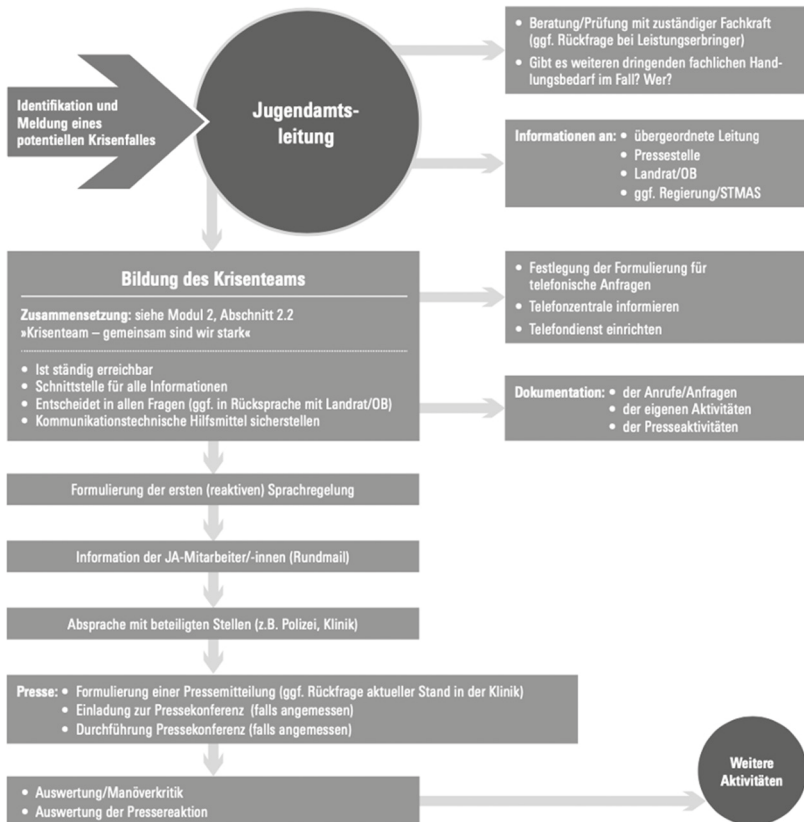 Identifikation und
Meldung eines
potentiellen Krisenfalles
Jugendamts-
leitung
• Beratung/Prüfung mit zuständiger Fachkraft
(ggf. Rückfrage bei Leistungserbringer)
• Gibt es weiteren dringenden fachlichen Hand-
lungsbedarf im Fall? Wer?
Informationen an: • übergeordnete Leitung
• Pressestelle
• Landrat/OB
• ggf. Regierung/STMAS
Bildung des Krisenteams
Zusammensetzung: siehe Modul 2, Abschnitt 2.2
»Krisenteam – gemeinsam sind wir stark«
• Ist ständig erreichbar
• Schnittstelle für alle Informationen
• Entscheidet in allen Fragen (ggf. in Rücksprache mit Landrat/OB)
• Kommunikationstechnische Hilfsmittel sicherstellen
• Festlegung der Formulierung für
telefonische Anfragen
• Telefonzentrale informieren
• Telefondienst einrichten
Dokumentation: • der Anrufe/Anfragen
• der eigenen Aktivitäten
• der Presseaktivitäten
Formulierung der ersten (reaktiven) Sprachregelung
Information der JA-Mitarbeiter/-innen (Rundmail)
Absprache mit beteiligten Stellen (z.B. Polizei, Klinik)
Presse: • Formulierung einer Pressemitteilung (ggf. Rückfrage aktueller Stand in der Klinik)
• Einladung zur Pressekonferenz (falls angemessen)
• Durchführung Pressekonferenz (falls angemessen)
• Auswertung/Manöverkritik
• Auswertung der Pressereaktion
Weitere
Aktivitäten